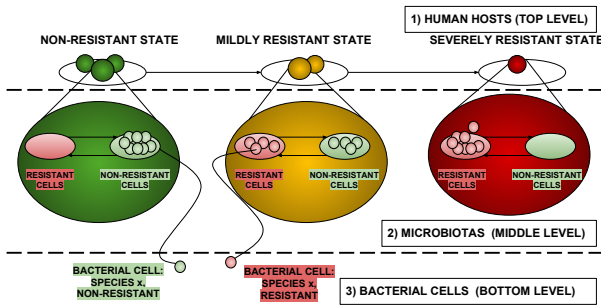 1) HUMAN HOSTS (TOP LEVEL)
NON-RESISTANT STATE
MILDLY RESISTANT STATE
SEVERELY RESISTANT STATE
RESISTANT
CELLS
NON-RESISTANT
CELLS
RESISTANT
CELLS
NON-RESISTANT
CELLS
RESISTANT
CELLS
NON-RESISTANT
CELLS
2) MICROBIOTAS (MIDDLE LEVEL)
BACTERIAL CELL:
SPECIES x,
NON-RESISTANT
BACTERIAL CELL:
SPECIES x,
RESISTANT
3) BACTERIAL CELLS (BOTTOM LEVEL)